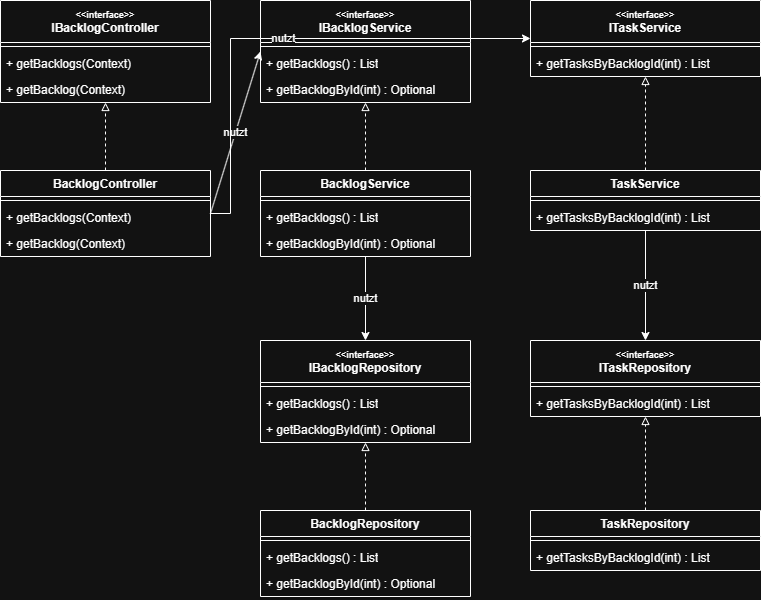 <<interface>>
IBacklogController
+ getBacklogs(Context)
+ getBacklog(Context)
<<interface>>
IBacklogService
+ getBacklogs() : List
+ getBacklogById(int) : Optional
<<interface>>
ITaskService
+ getTasksByBacklogId(int) : List
nutzt
nutzt
BacklogController
+ getBacklogs(Context)
+ getBacklog(Context)
BacklogService
+ getBacklogs() : List
+ getBacklogById(int) : Optional
TaskService
+ getTasksByBacklogId(int) : List
nutzt
nutzt
<<interface>>
IBacklogRepository
+ getBacklogs() : List
+ getBacklogById(int) : Optional
<<interface>>
ITaskRepository
+ getTasksByBacklogId(int) : List
BacklogRepository
+ getBacklogs() : List
+ getBacklogById(int) : Optional
TaskRepository
+ getTasksByBacklogId(int) : List